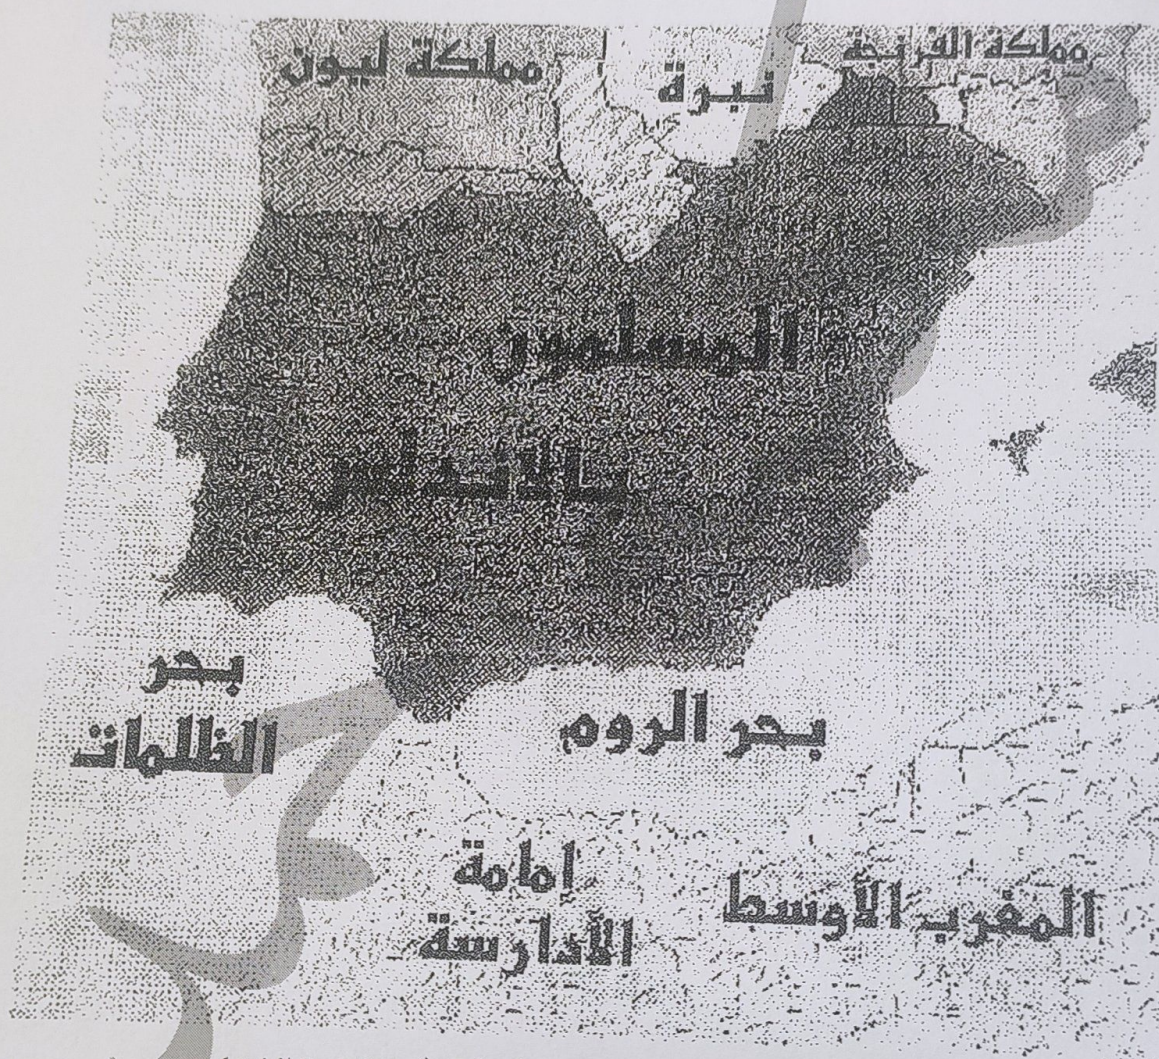 مملكة الفرنجة
مملكة ليون
نبرة
المسلمون
بالأندلس
بحر
الظلمات
بحر الروم
إمامة
الأدارسة
المغرب الأوسط